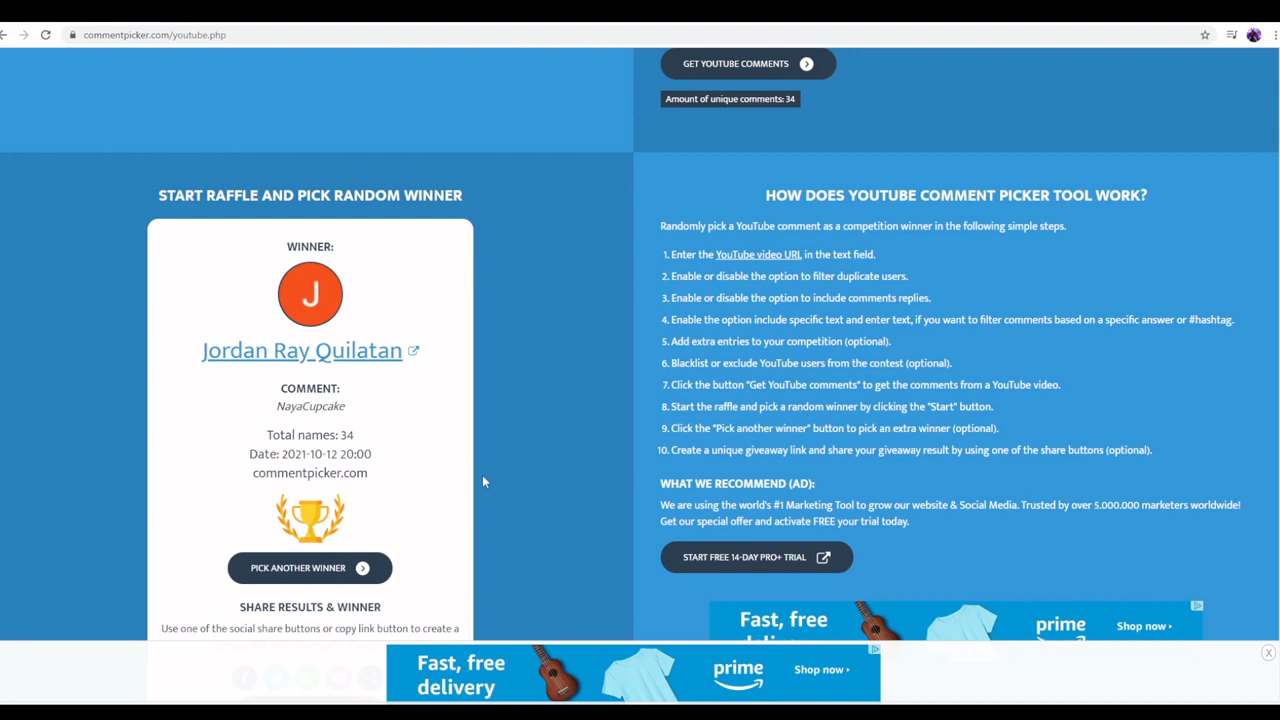 commentpicker.com/youtube.php
GET YOUTUBE COMMENTS
Amount of unique comments: 34
START RAFFLE AND PICK RANDOM WINNER
WINNER:
J
Jordan Ray Quilatan
COMMENT:
NayaCupcake
Total names: 34
Date: 2021-10-12 20:00
commentpicker.com
PICK ANOTHER WINNER
SHARE RESULTS & WINNER
Use one of the social share buttons or copy link button to create a
HOW DOES YOUTUBE COMMENT PICKER TOOL WORK?
Randomly pick a YouTube comment as a competition winner in the following simple steps.
1. Enter the YouTube video URL in the text field.
2. Enable or disable the option to filter duplicate users.
3. Enable or disable the option to include comments replies.
4. Enable the option include specific text and enter text, if you want to filter comments based on a specific answer or #hashtag.
5. Add extra entries to your competition (optional).
6. Blacklist or exclude YouTube users from the contest (optional).
7. Click the button "Get YouTube comments" to get the comments from a YouTube video.
8. Start the raffle and pick a random winner by clicking the "Start" button.
9. Click the "Pick another winner" button to pick an extra winner (optional).
10. Create a unique giveaway link and share your giveaway result by using one of the share buttons (optional).
WHAT WE RECOMMEND (AD):
We are using the world's #1 Marketing Tool to grow our website & Social Media. Trusted by over 5.000.000 marketers worldwide!
Get our special offer and activate FREE your trial today.
START FREE 14-DAY PRO+ TRIAL
Fast, free
prime
Shop now
Fast, free
delivery
prime
Shop now